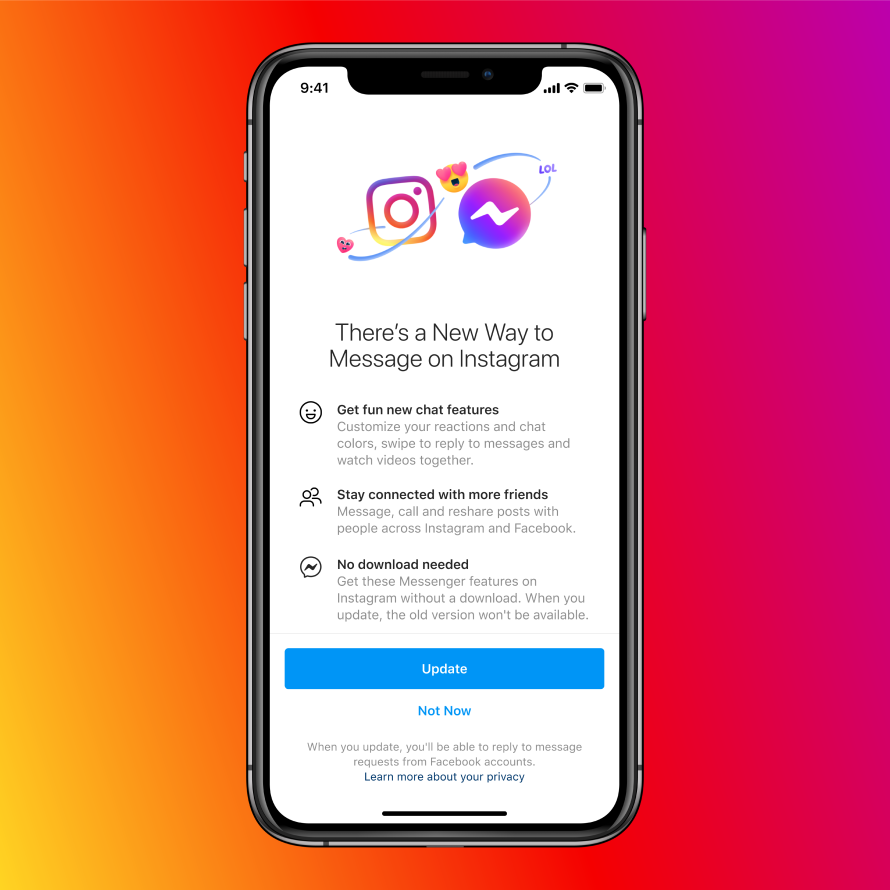 9:41
LOL
There's a New Way to
Message on Instagram
Get fun new chat features
Customize your reactions and chat
colors, swipe to reply to messages and
watch videos together.
Stay connected with more friends
Message, call and reshare posts with
people across Instagram and Facebook.
No download needed
Get these Messenger features on
Instagram without a download. When you
update, the old version won't be available.
Update
Not Now
When you update, you'll be able to reply to message
requests from Facebook accounts.
Learn more about your privacy